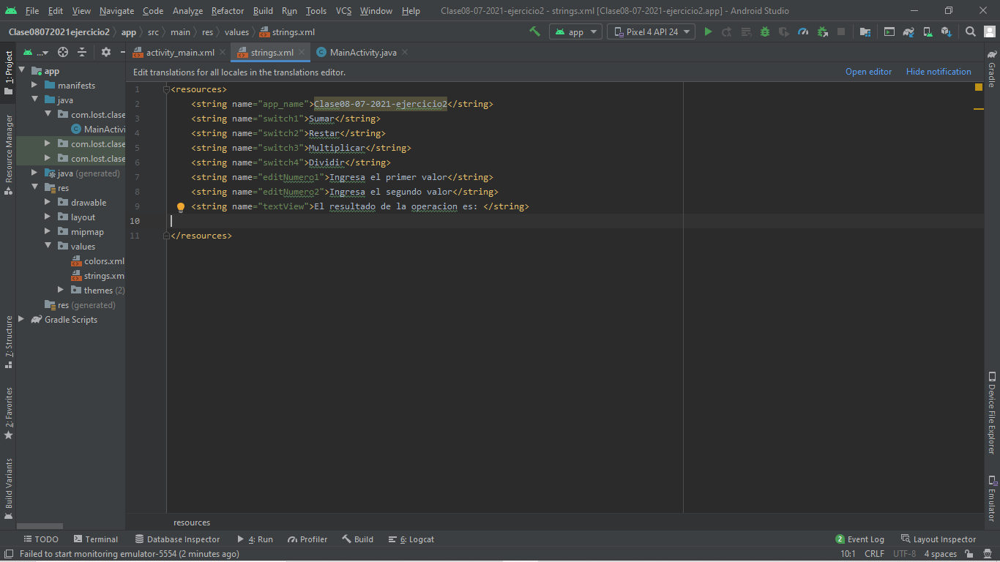 File Edit View Navigate Code Analyze Refactor Build Run Tools VCS Window Help Clase08-07-2021-ejercicio2 - strings.xml [Clase08-07-2021-ejercicio2.app] - Android Studio
Clase08072021ejercicio2 app src main res values strings.xml app Pixel 4 API 24
1: Project
Resource Manager
7: Structure
2: Favorites
Build Variants
... activity_main.xml strings.xml MainActivity.java
Edit translations for all locales in the translations editor. Open editor Hide notification
app
manifests
java
com.lost.clase
MainActivi
com.lost.clase
com.lost.clase
java (generated)
res
drawable
layout
mipmap
values
colors.xml
strings.xm
themes (2)
res (generated)
Gradle Scripts
1 <resources>
2 <string name="app_name">Clase08-07-2021-ejercicio2</string>
3 <string name="switch1">Sumar</string>
4 <string name="switch2">Restar</string>
5 <string name="switch3">Multiplicar</string>
6 <string name="switch4">Dividir</string>
7 <string name="editNumero1">Ingresa el primer valor</string>
8 <string name="editNumero2">Ingresa el segundo valor</string>
9 <string name="textView">El resultado de la operacion es: </string>
10
11 </resources>
Gradle
Device File Explorer
Emulator
resources
TODO Terminal Database Inspector 4: Run Profiler Build 6: Logcat 2 Event Log Layout Inspector
Failed to start monitoring emulator-5554 (2 minutes ago) 10:1 CRLF UTF-8 4 spaces